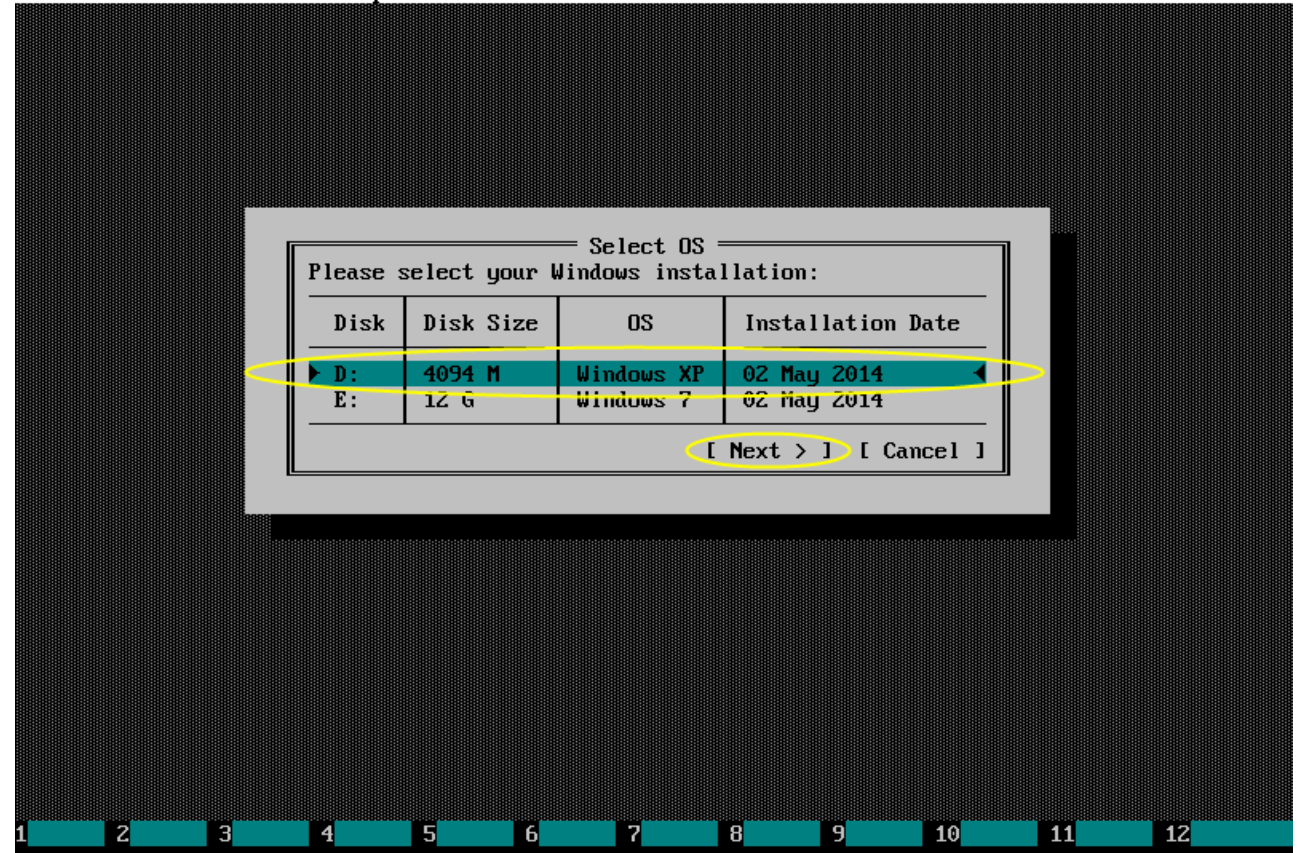 Select OS
Please select your Windows installation:
Disk Disk Size OS Installation Date
D: 4094 M Windows XP 02 May 2014
E: 12 G Windows 7 02 May 2014
[ Next > ] [ Cancel ]
1 2 3 4 5 6 7 8 9 10 11 12